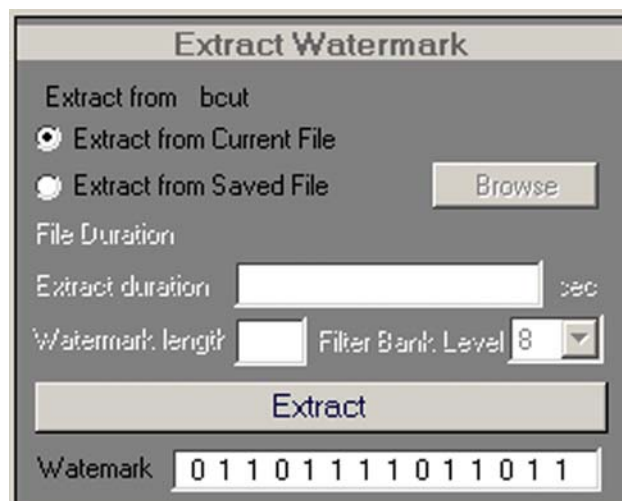 Extract Watermark
Extract from bcut
Extract from Current File
Extract from Saved File Browse
File Duration
Extract duration sec
Watermark length Filter Bank Level 8
Extract
Watemark 0 1 1 0 1 1 1 1 0 1 1 0 1 1